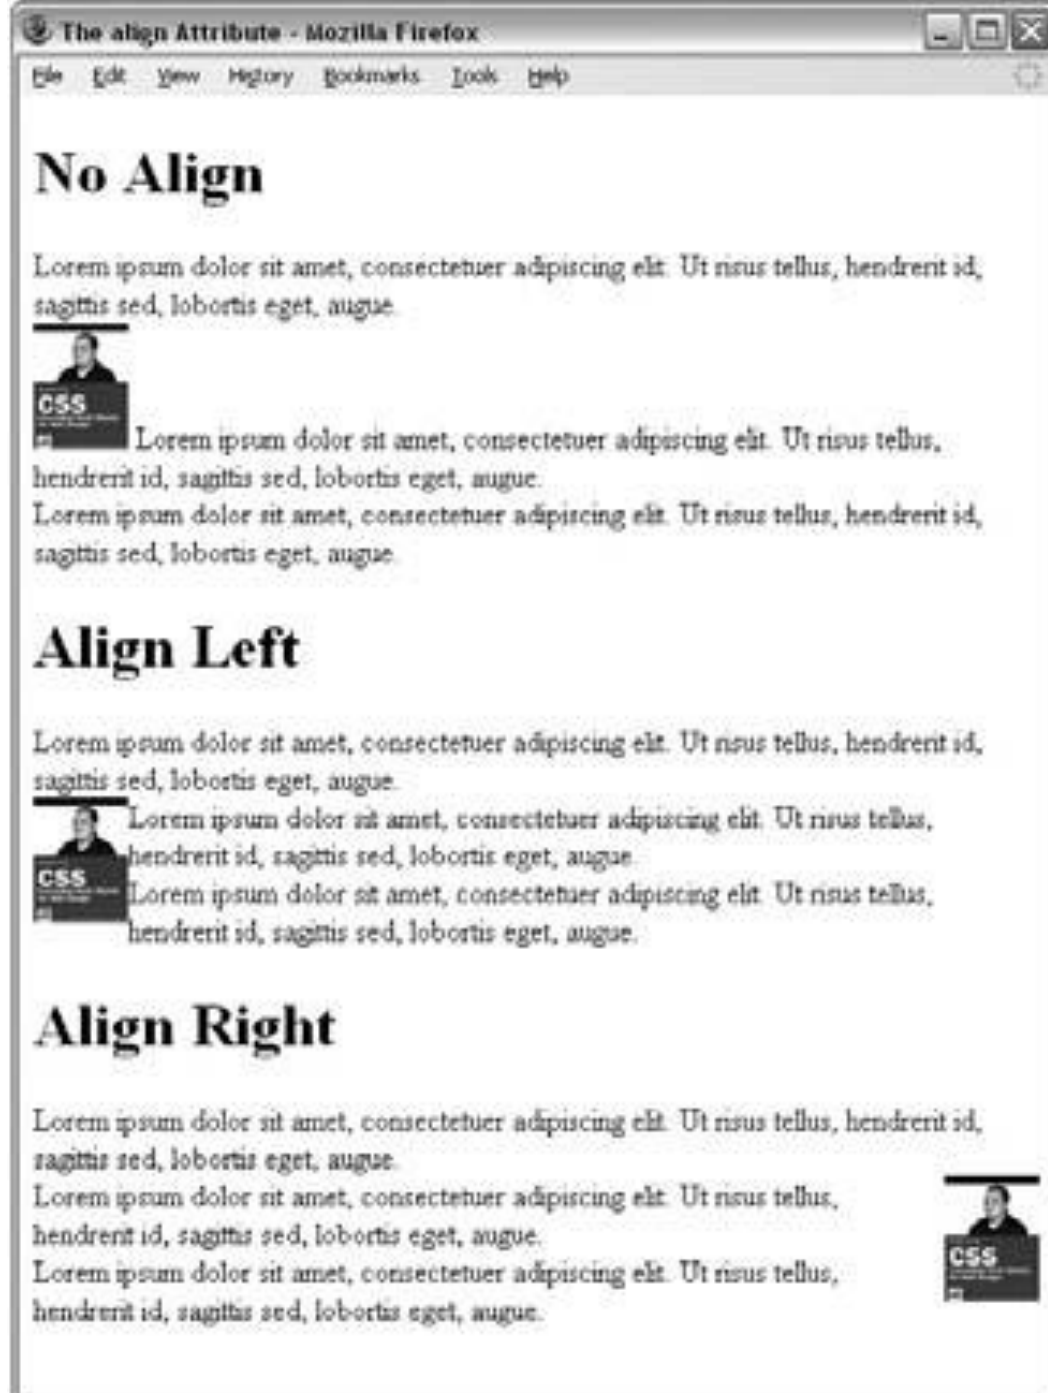 The align Attribute - Mozilla Firefox
File Edit View History Bookmarks Tools Help
No Align
Lorem ipsum dolor sit amet, consectetuer adipiscing elit. Ut risus tellus, hendrerit id,
sagittis sed, lobortis eget, augue.
CSS
Lorem ipsum dolor sit amet, consectetuer adipiscing elit. Ut risus tellus,
hendrerit id, sagittis sed, lobortis eget, augue.
Lorem ipsum dolor sit amet, consectetuer adipiscing elit. Ut risus tellus, hendrerit id,
sagittis sed, lobortis eget, augue.
Align Left
Lorem ipsum dolor sit amet, consectetuer adipiscing elit. Ut risus tellus, hendrerit id,
sagittis sed, lobortis eget, augue.
Lorem ipsum dolor sit amet, consectetuer adipiscing elit. Ut risus tellus,
hendrerit id, sagittis sed, lobortis eget, augue.
CSS
Lorem ipsum dolor sit amet, consectetuer adipiscing elit. Ut risus tellus,
hendrerit id, sagittis sed, lobortis eget, augue.
Align Right
Lorem ipsum dolor sit amet, consectetuer adipiscing elit. Ut risus tellus, hendrerit id,
sagittis sed, lobortis eget, augue.
Lorem ipsum dolor sit amet, consectetuer adipiscing elit. Ut risus tellus,
hendrerit id, sagittis sed, lobortis eget, augue.
CSS
Lorem ipsum dolor sit amet, consectetuer adipiscing elit. Ut risus tellus,
hendrerit id, sagittis sed, lobortis eget, augue.